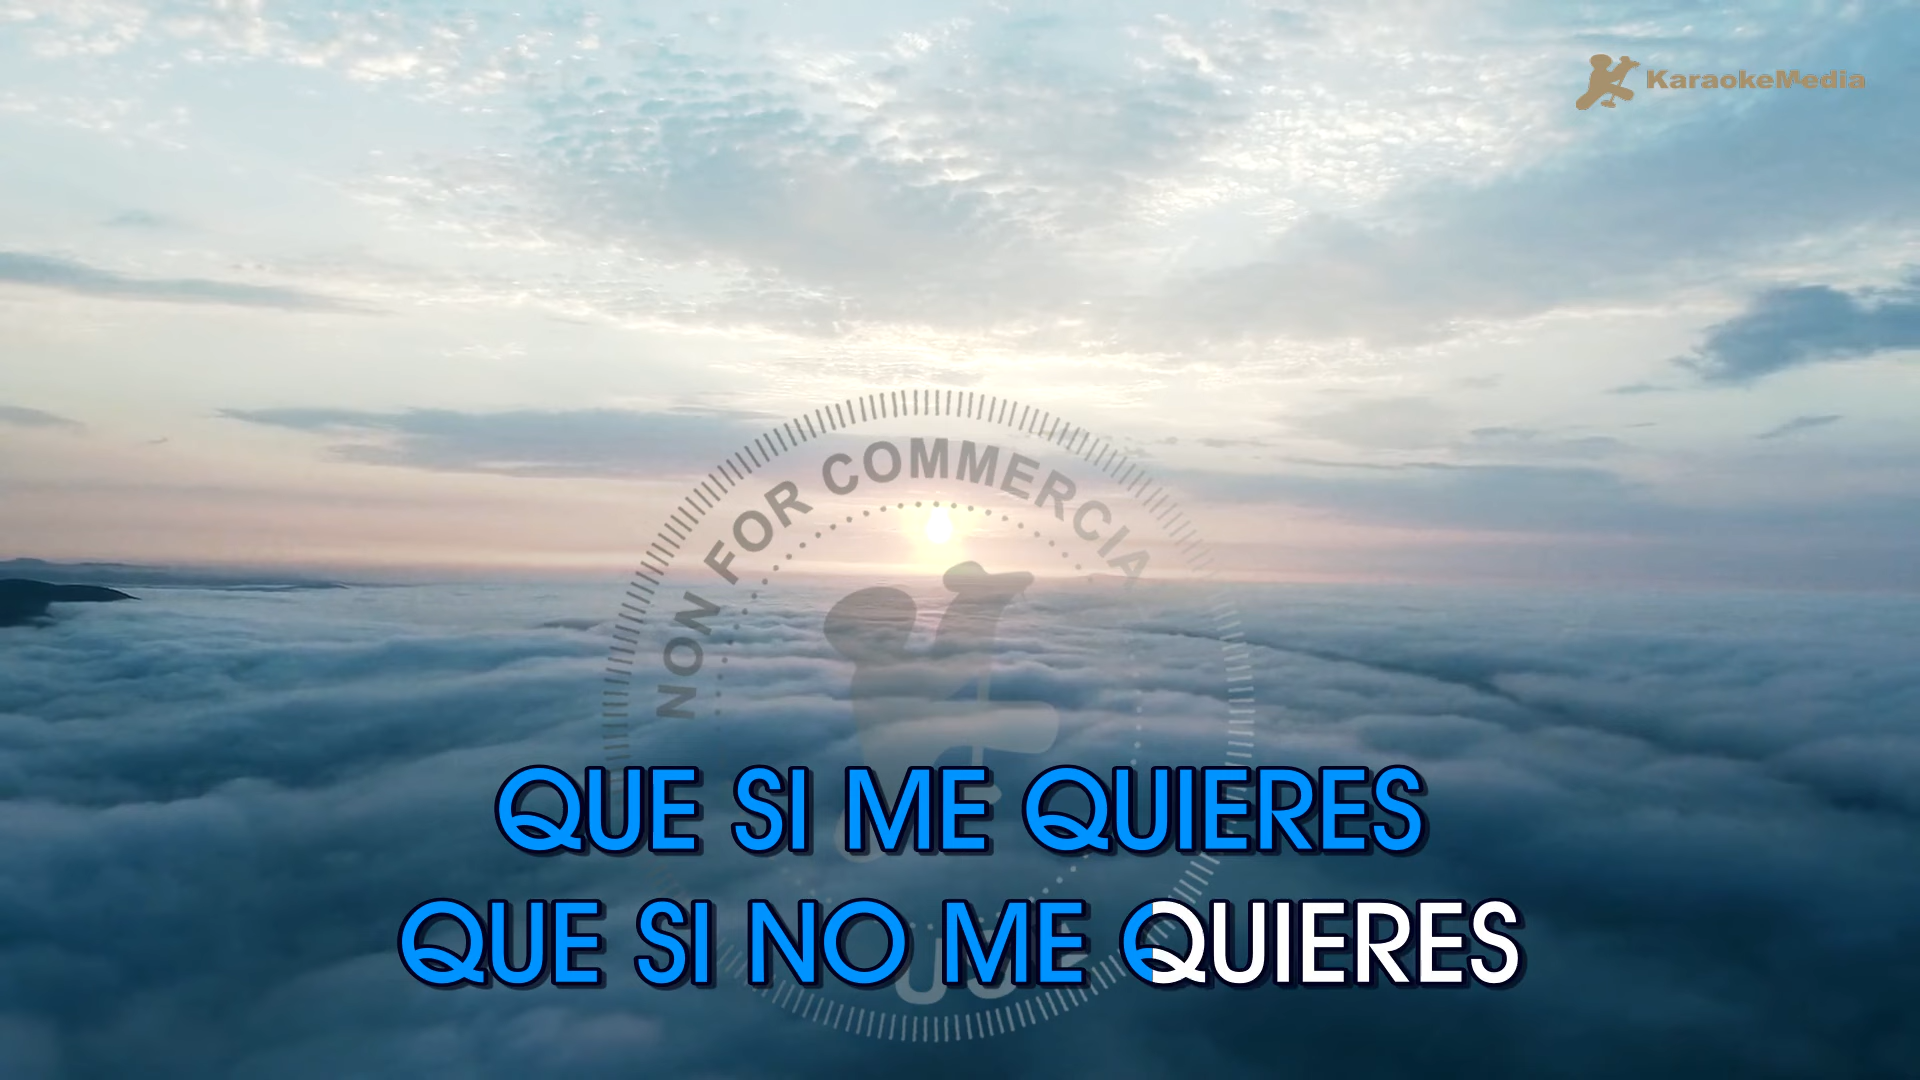 KaraokeMedia
NON FOR COMMERCIA
QUE SI ME QUIERES
QUE SI NO ME QUIERES